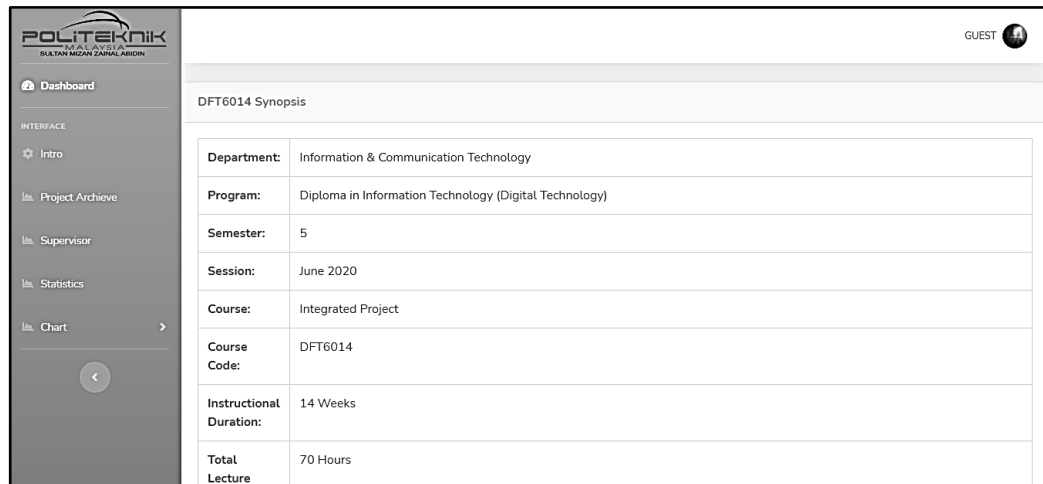 POLITEKNIK
MALAYSIA
SULTAN MIZAN ZAINAL ABIDIN
GUEST
Dashboard
INTERFACE
Intro
Project Archieve
Supervisor
Statistics
Chart
DFT6014 Synopsis
Department: Information & Communication Technology
Program: Diploma in Information Technology (Digital Technology)
Semester: 5
Session: June 2020
Course: Integrated Project
Course DFT6014
Code:
Instructional 14 Weeks
Duration:
Total 70 Hours
Lecture